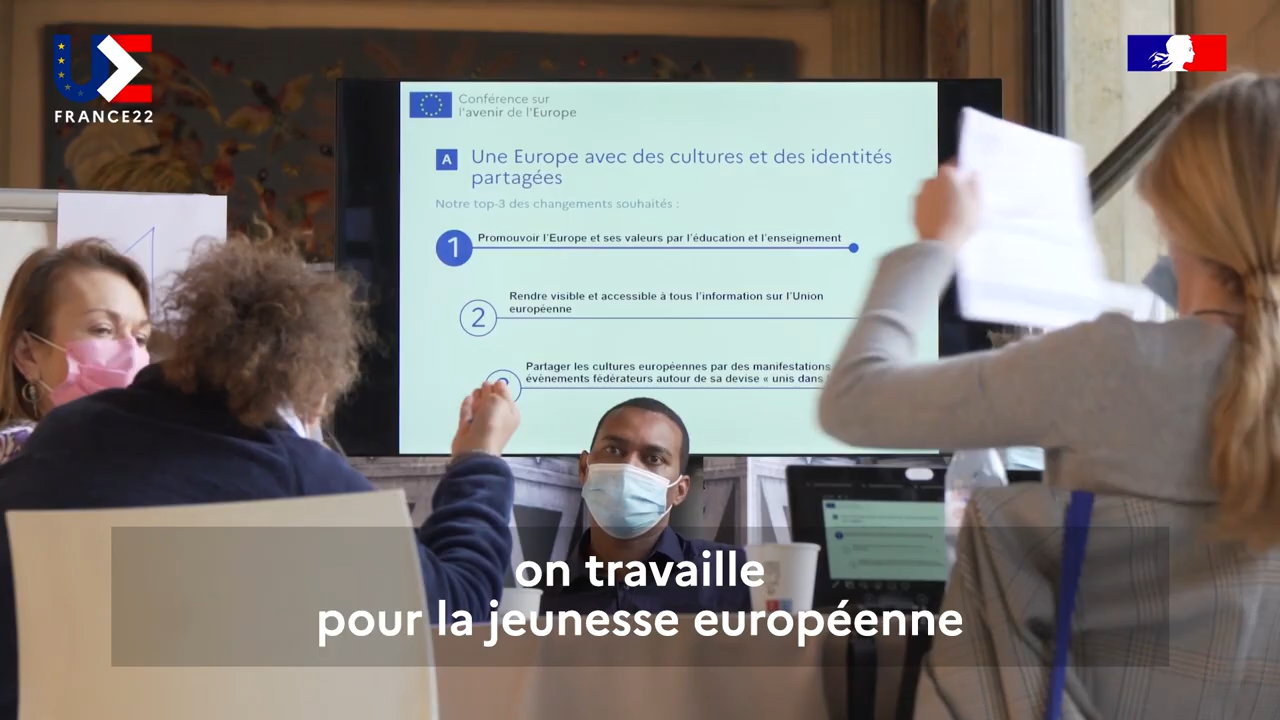 UE
FRANCE22
Conférence sur
l'avenir de l'Europe
A
Une Europe avec des cultures et des identités
partagées
Notre top-3 des changements souhaités :
1
Promouvoir l'Europe et ses valeurs par l'éducation et l'enseignement
2
Rendre visible et accessible à tous l'information sur l'Union
européenne
Partager les cultures européennes par des manifestations
évènements fédérateurs autour de sa devise « unis dans
on travaille
pour la jeunesse européenne